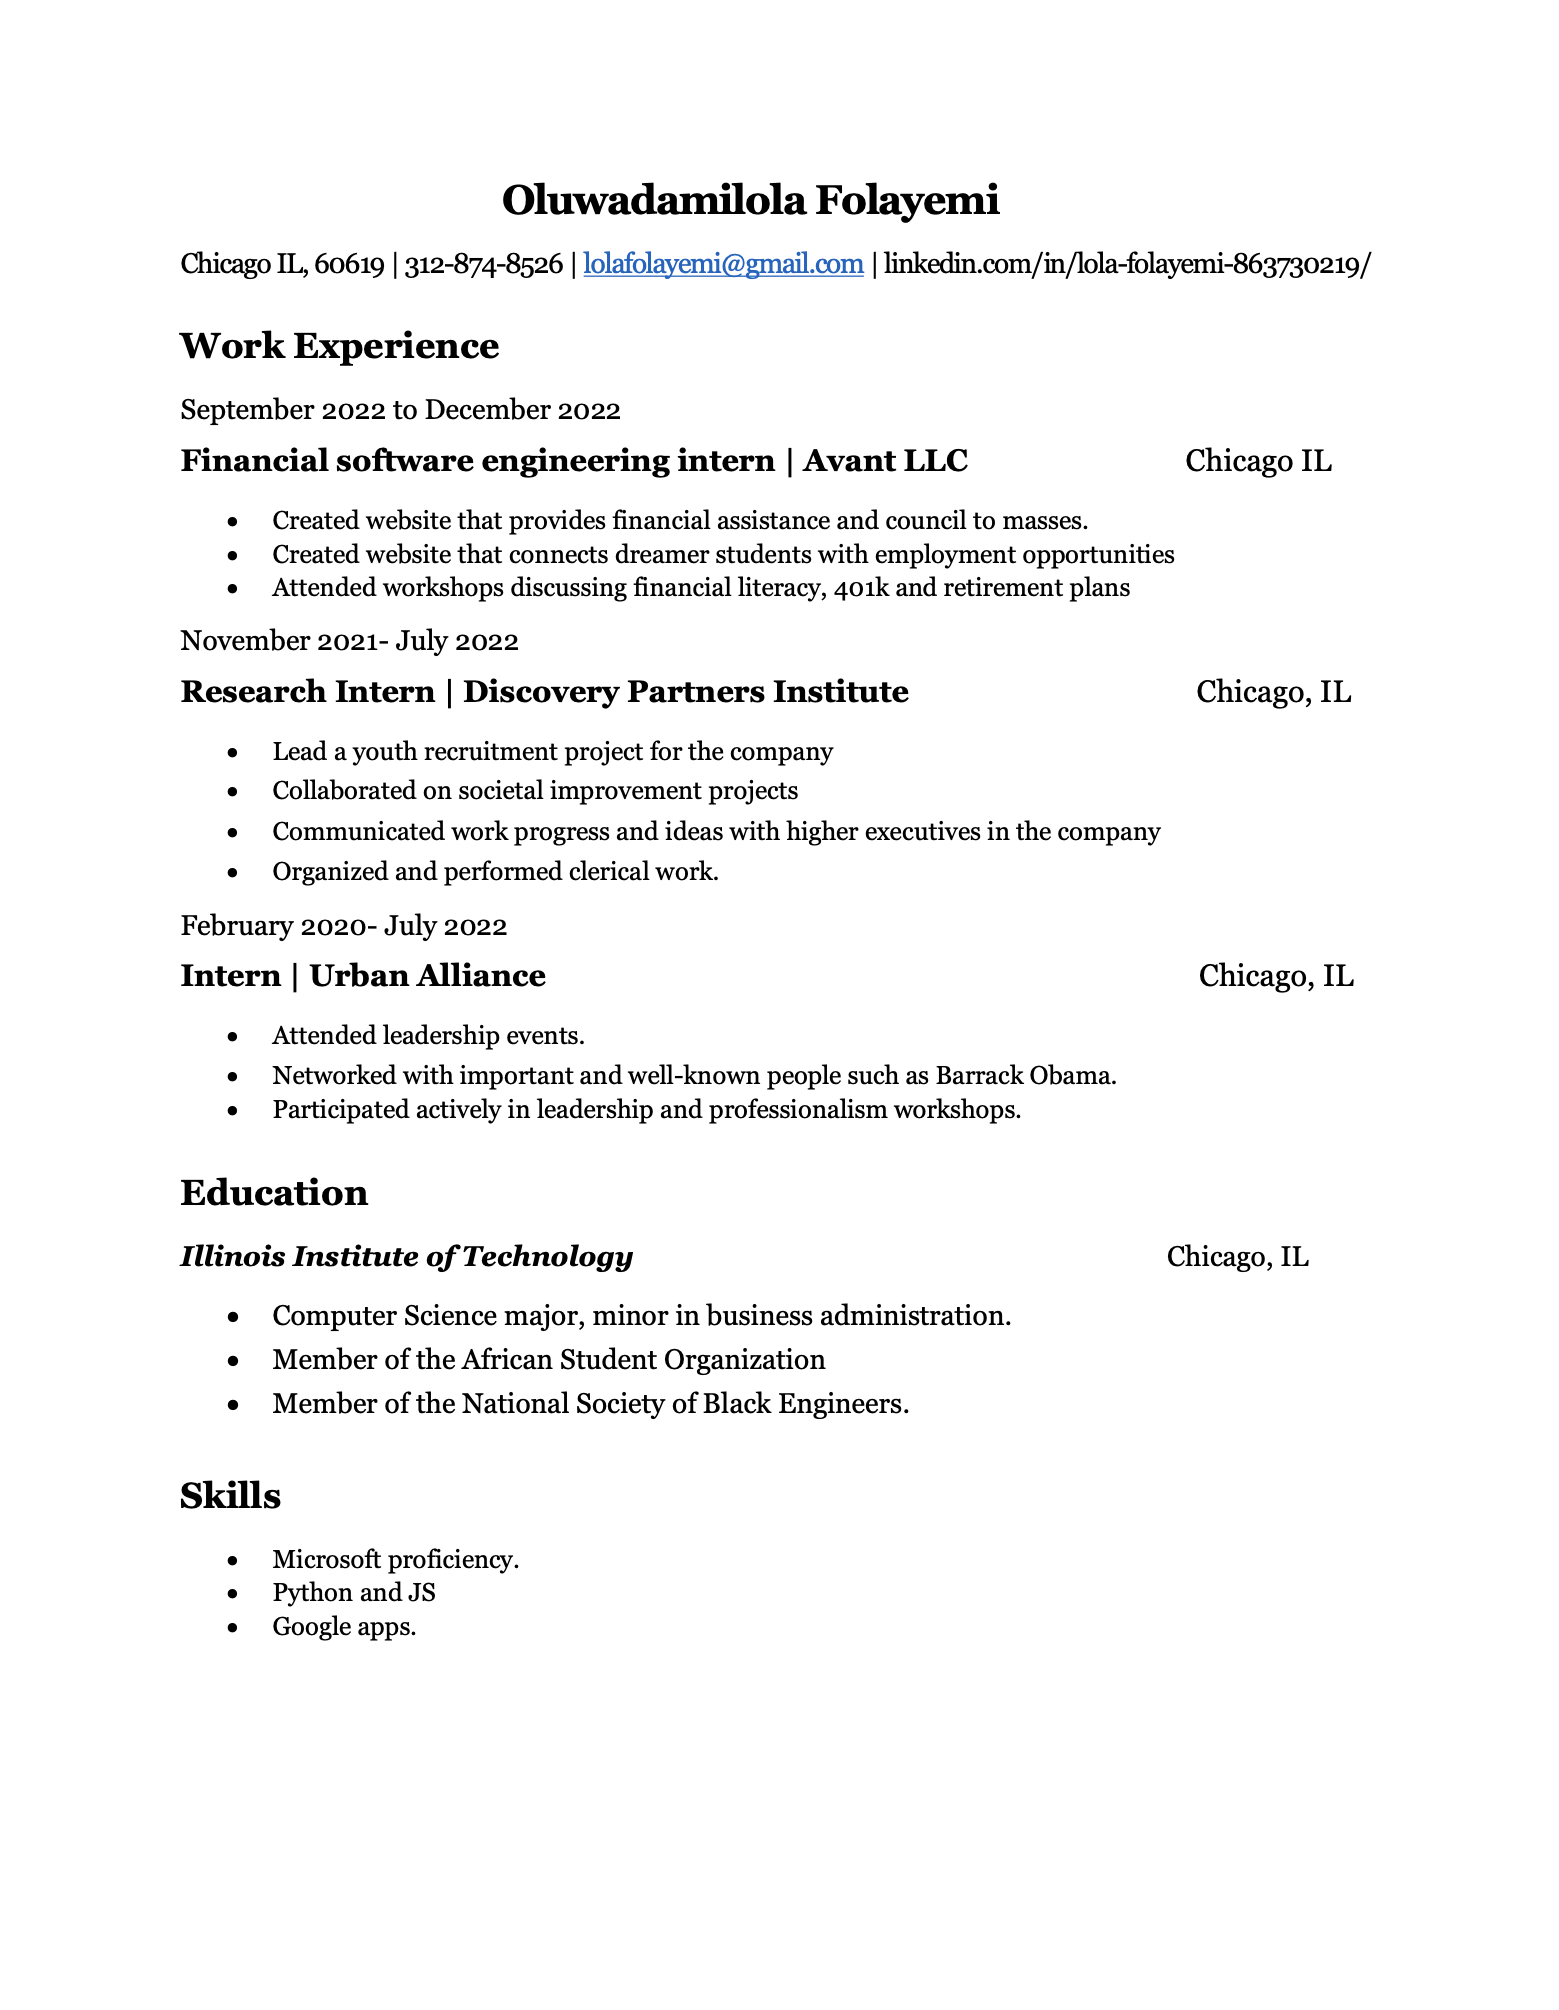 Oluwadamilola Folayemi
Chicago IL, 60619 | 312-874-8526 | lolafolayemi@gmail.com | linkedin.com/in/lola-folayemi-863730219/
Work Experience
September 2022 to December 2022
Financial software engineering intern | Avant LLC Chicago IL
• Created website that provides financial assistance and council to masses.
• Created website that connects dreamer students with employment opportunities
• Attended workshops discussing financial literacy, 401k and retirement plans
November 2021- July 2022
Research Intern | Discovery Partners Institute Chicago, IL
• Lead a youth recruitment project for the company
• Collaborated on societal improvement projects
• Communicated work progress and ideas with higher executives in the company
• Organized and performed clerical work.
February 2020- July 2022
Intern | Urban Alliance Chicago, IL
• Attended leadership events.
• Networked with important and well-known people such as Barrack Obama.
• Participated actively in leadership and professionalism workshops.
Education
Illinois Institute of Technology Chicago, IL
• Computer Science major, minor in business administration.
• Member of the African Student Organization
• Member of the National Society of Black Engineers.
Skills
• Microsoft proficiency.
• Python and JS
• Google apps.